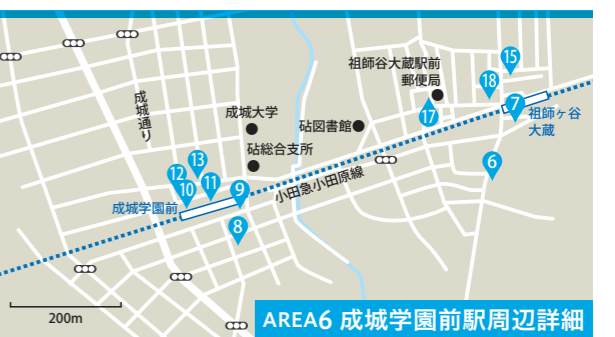 祖師谷大蔵駅前
郵便局
15
18
7
17
祖師ヶ谷
大蔵
成城通り
成城大学
砧図書館
砧総合支所
6
12
13
10
11
9
小田急小田原線
成城学園前
8
200m
AREA6 成城学園前駅周辺詳細